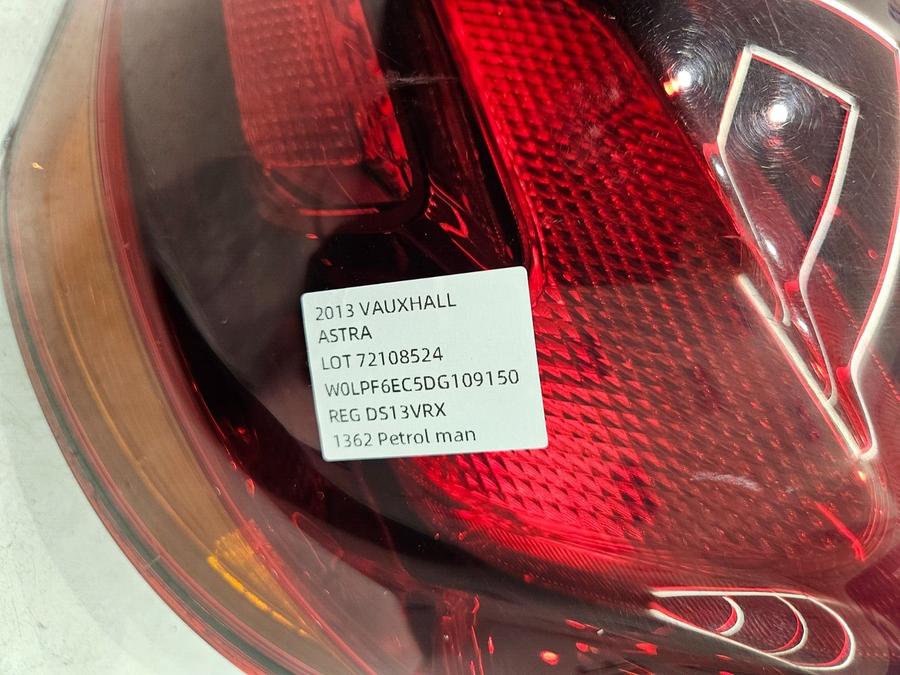 2013 VAUXHALL
ASTRA
LOT 72108524
W0LPF6EC5DG109150
REG DS13VRX
1362 Petrol man